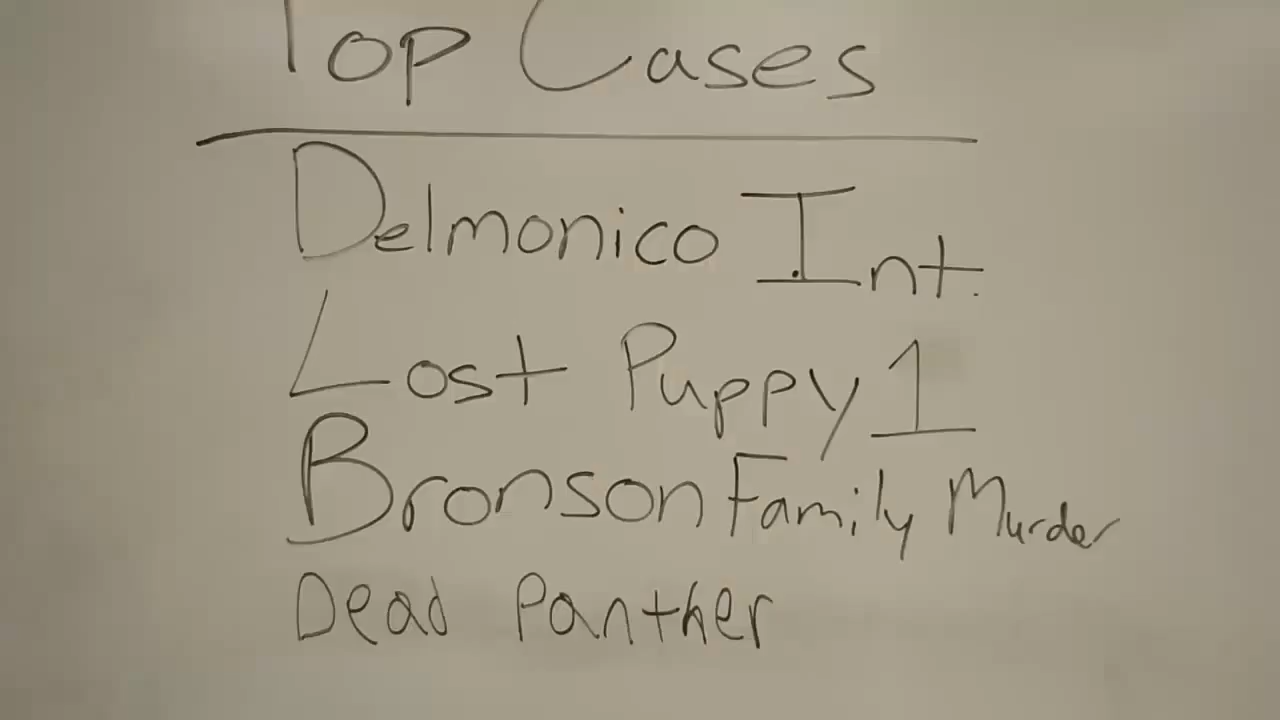 Top Cases
Delmonico Int.
Lost Puppy 1
Bronson Family Murder
Dead Panther